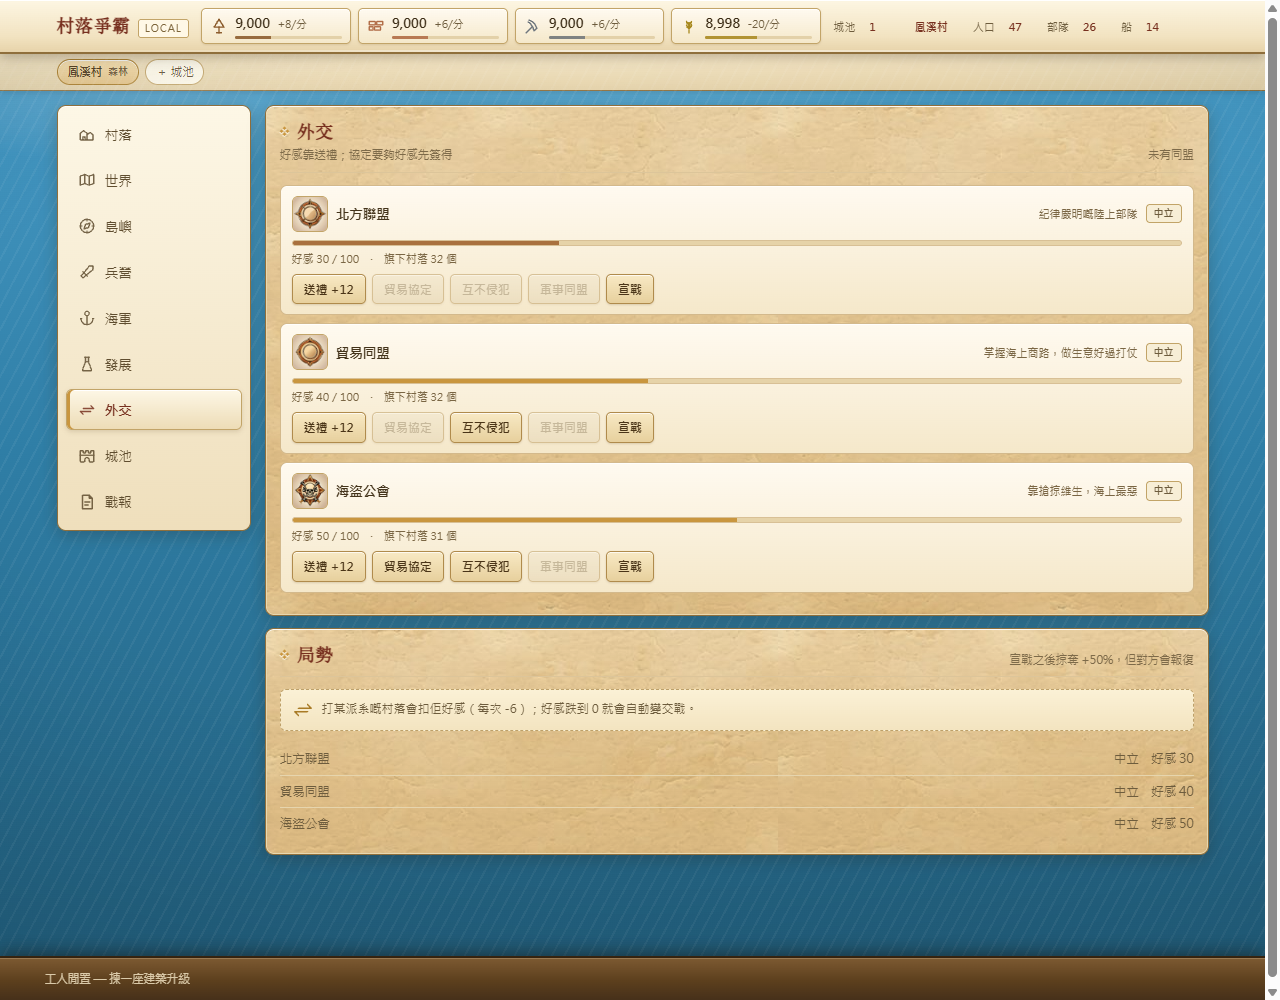 村落爭霸 LOCAL 9,000 +8/分 9,000 +6/分 9,000 +6/分 8,998 -20/分 城池 1 鳳溪村 人口 47 部隊 26 船 14
鳳溪村 森林 + 城池
村落
世界
島嶼
兵營
海軍
發展
外交
城池
戰報
外交
好感靠送禮；協定要夠好感先簽得 未有同盟
北方聯盟 紀律嚴明嘅陸上部隊 中立
好感 30 / 100 · 旗下村落 32 個
送禮 +12 貿易協定 互不侵犯 軍事同盟 宣戰
貿易同盟 掌握海上商路，做生意好過打仗 中立
好感 40 / 100 · 旗下村落 32 個
送禮 +12 貿易協定 互不侵犯 軍事同盟 宣戰
海盜公會 靠搶掠維生，海上最惡 中立
好感 50 / 100 · 旗下村落 31 個
送禮 +12 貿易協定 互不侵犯 軍事同盟 宣戰
局勢 宣戰之後掠奪 +50%，但對方會報復
打某派系嘅村落會扣佢好感（每次 -6）；好感跌到 0 就會自動變交戰。
北方聯盟 中立 好感 30
貿易同盟 中立 好感 40
海盜公會 中立 好感 50
工人閒置 — 揀一座建築升級